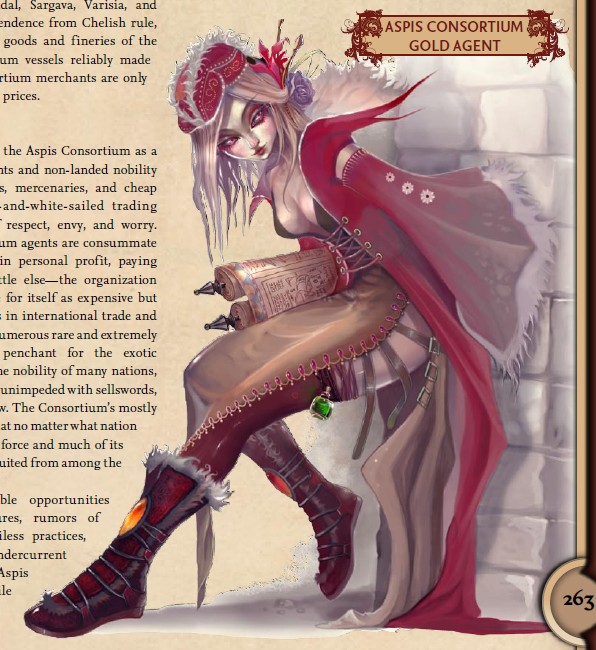 dal, Sargava, Varisia, and
endence from Chelish rule,
goods and fineries of the
um vessels reliably made
rtium merchants are only
prices.
the Aspis Consortium as a
nts and non-landed nobility
s, mercenaries, and cheap
-and-white-sailed trading
f respect, envy, and worry.
um agents are consummate
in personal profit, paying
ttle else—the organization
for itself as expensive but
s in international trade and
umerous rare and extremely
penchant for the exotic
he nobility of many nations,
unimpeded with sellswords,
w. The Consortium's mostly
at no matter what nation
force and much of its
uited from among the
ble opportunities
ures, rumors of
iless practices,
ndercurrent
Aspis
ile
ASPIS CONSORTIUM
GOLD AGENT
263